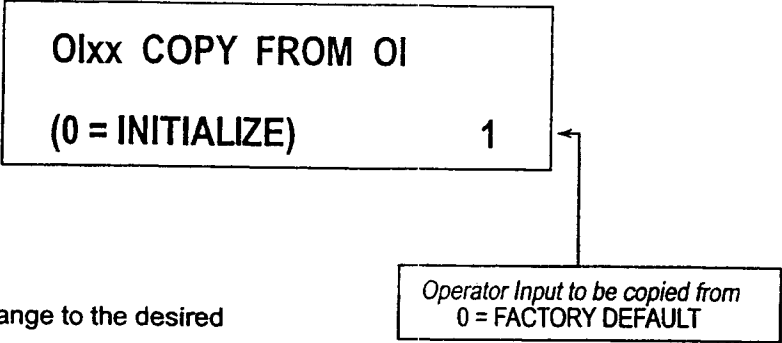 OIxx COPY FROM OI
(0 = INITIALIZE) 1
Operator Input to be copied from
0 = FACTORY DEFAULT
ange to the desired